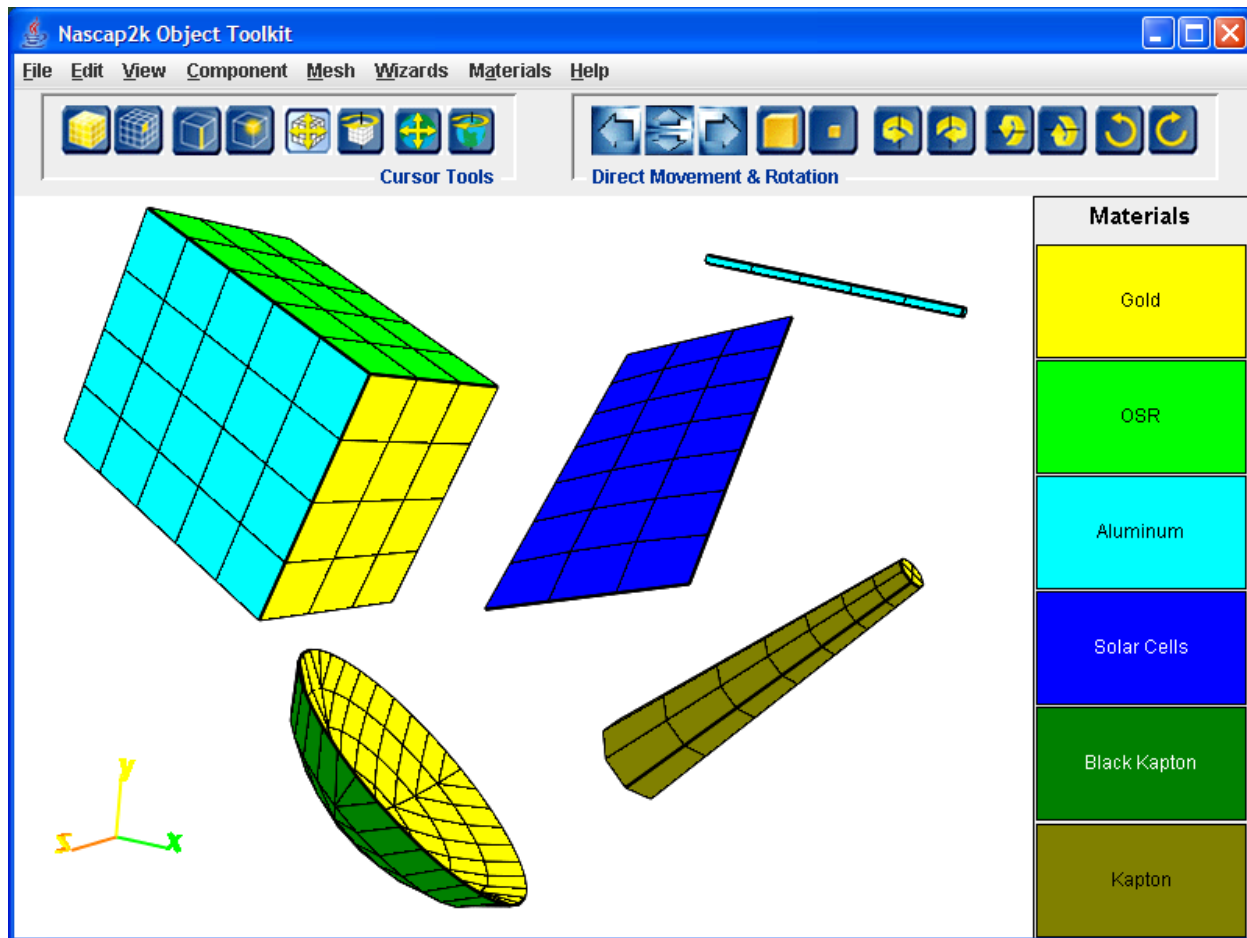 Nascap2k Object Toolkit
File Edit View Component Mesh Wizards Materials Help
Cursor Tools
Direct Movement & Rotation
Materials
Gold
OSR
Aluminum
Solar Cells
Black Kapton
Kapton
y
z
x